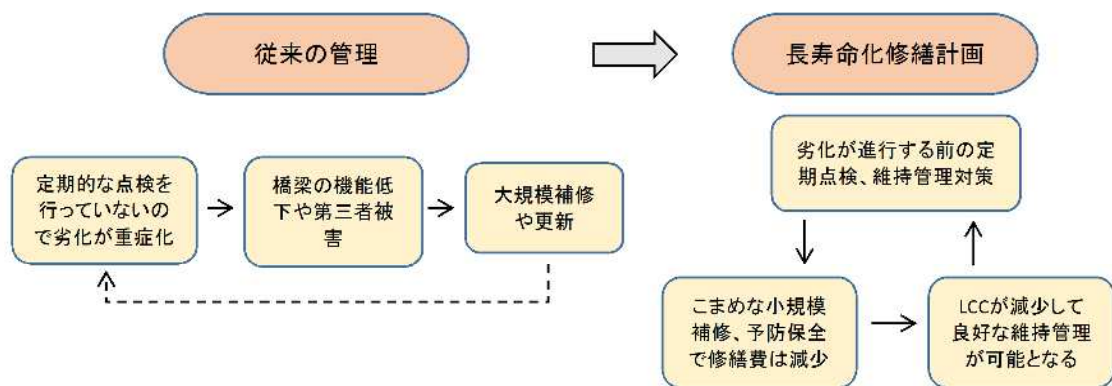 従来の管理
長寿命化修繕計画
定期的な点検を
行っていないの
で劣化が重症化
橋梁の機能低
下や第三者被
害
大規模補修
や更新
劣化が進行する前の定
期点検、維持管理対策
こまめな小規模
補修、予防保全
で修繕費は減少
LCCが減少して
良好な維持管理
が可能となる